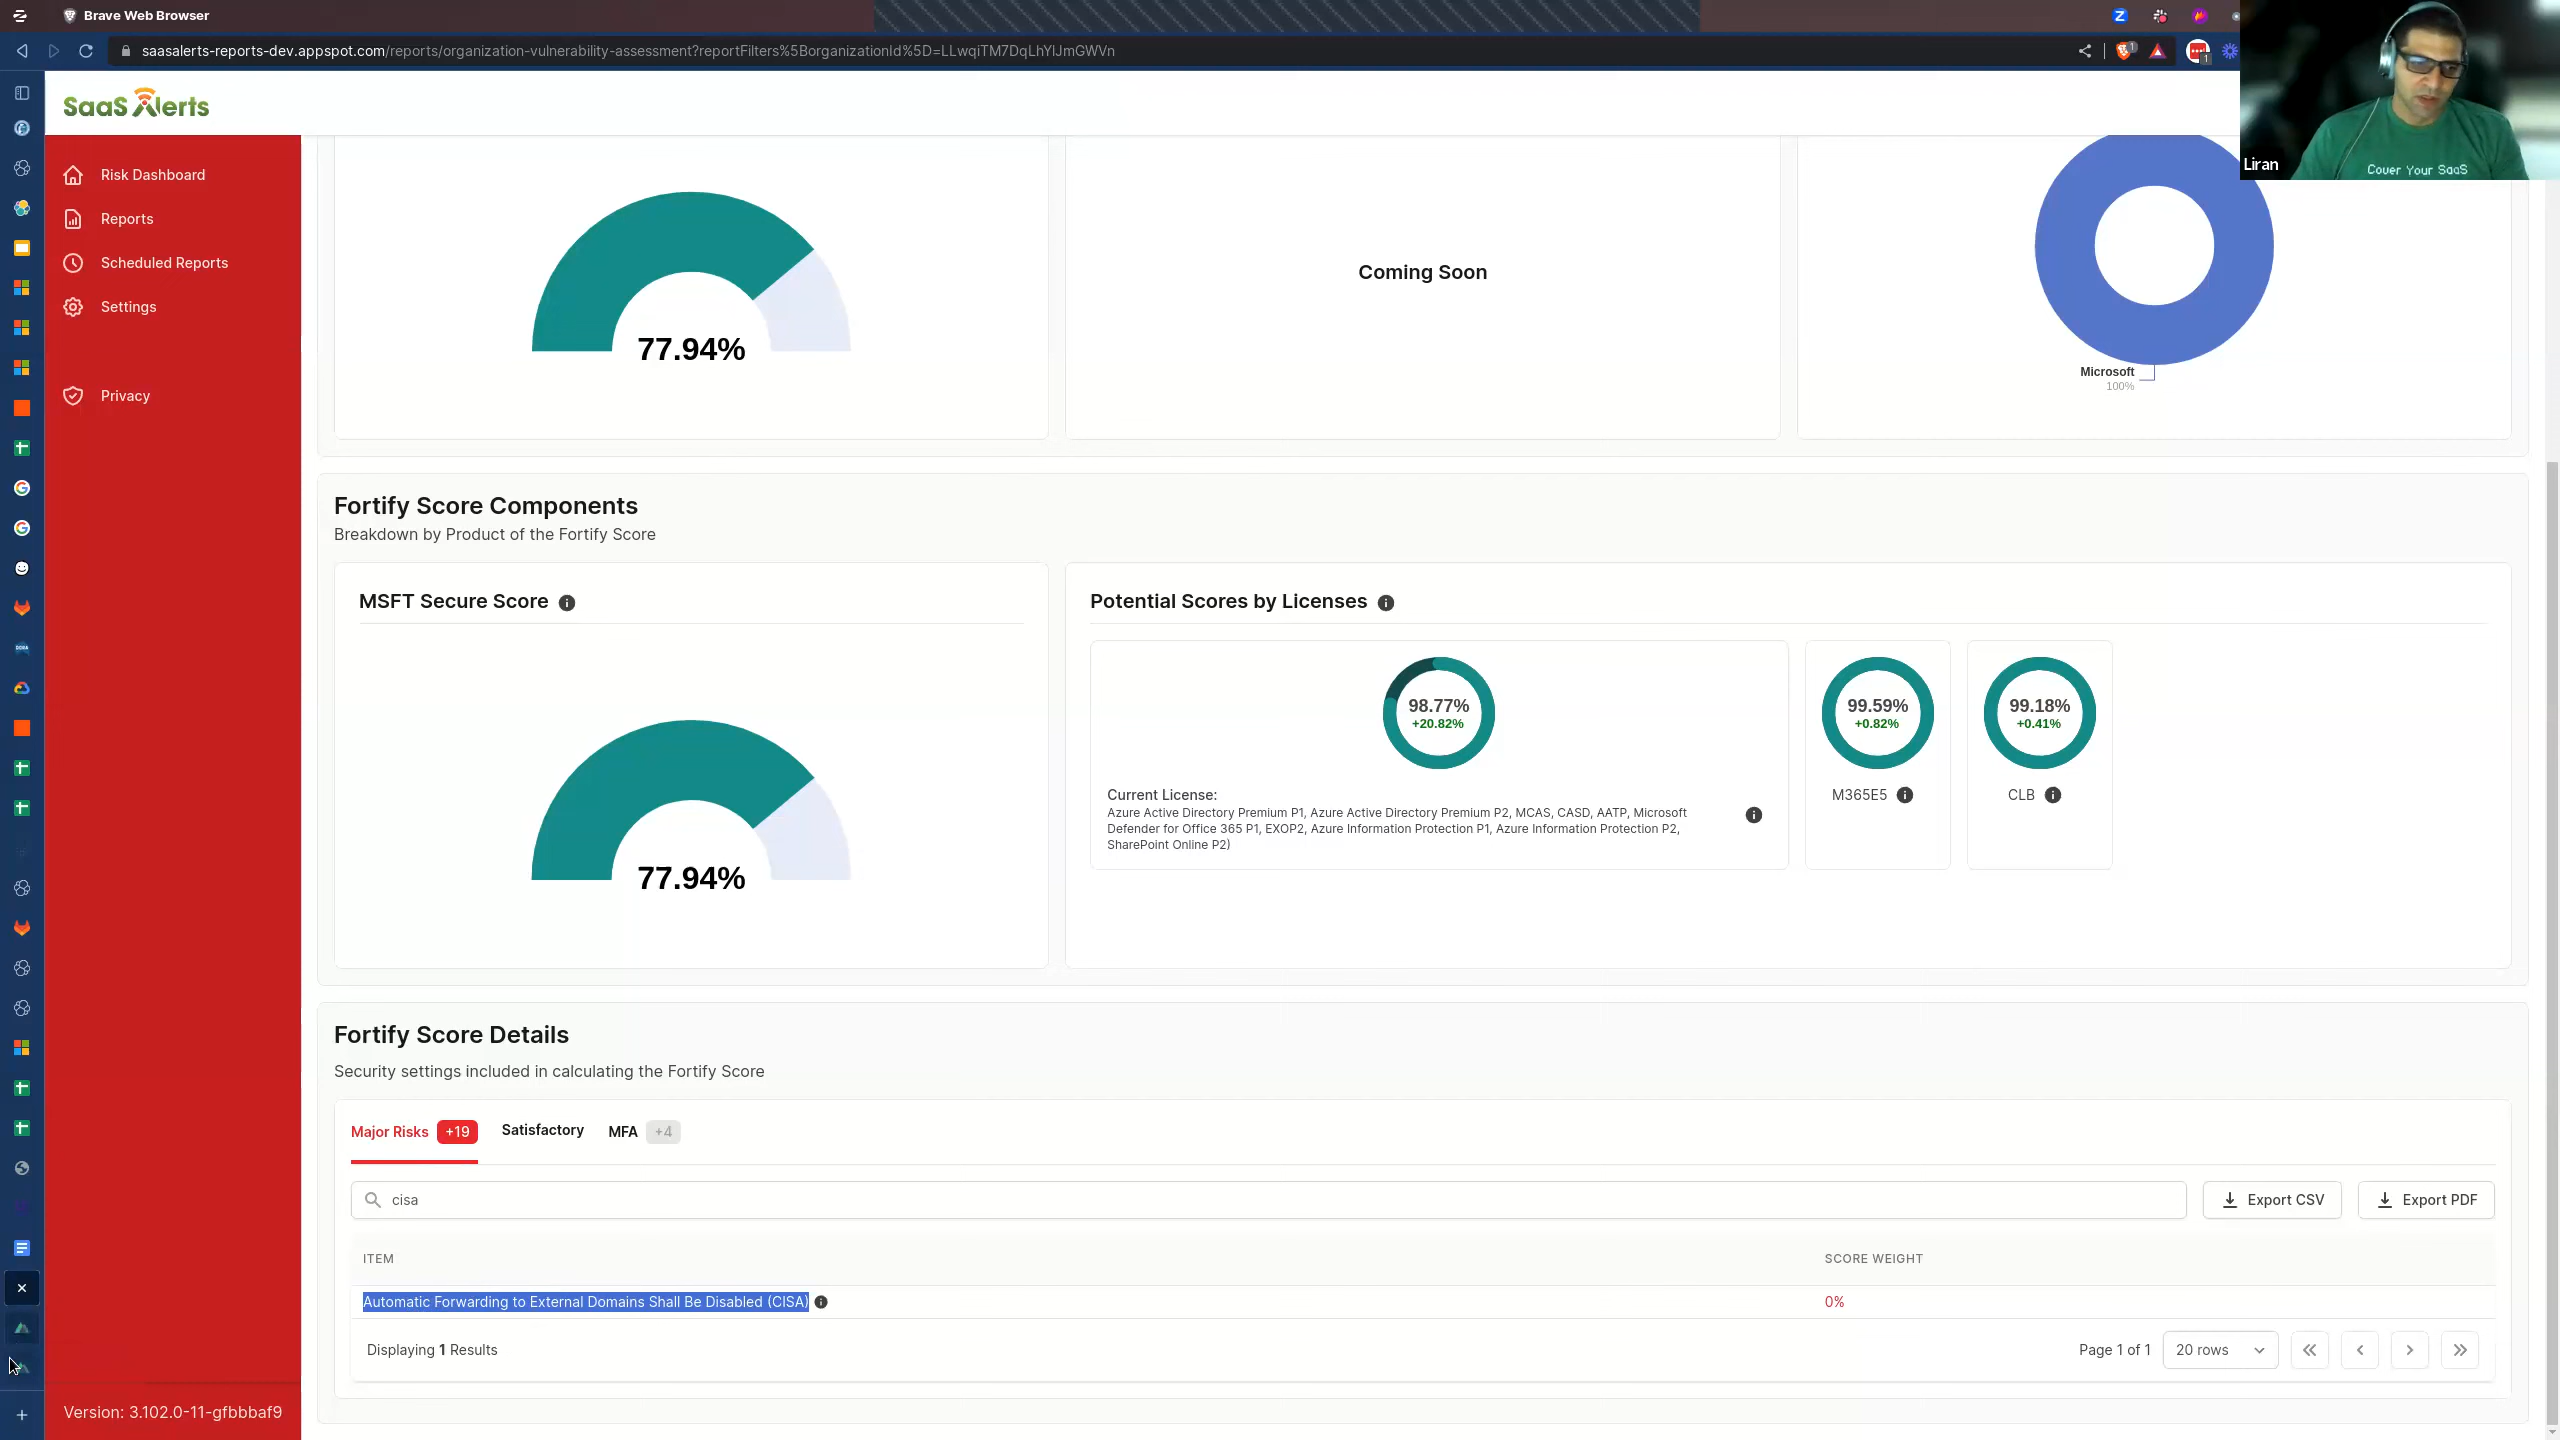 Brave Web Browser
saasalerts-reports-dev.appspot.com/reports/organization-vulnerability-assessment?reportFilters%5BorganizationId%5D=LLwqiTM7DqLhYlJmGWVn
SaaS Alerts
Liran
Cover Your SaaS
Risk Dashboard
Reports
Scheduled Reports
Settings
Privacy
77.94%
Coming Soon
Microsoft
100%
Fortify Score Components
Breakdown by Product of the Fortify Score
MSFT Secure Score
77.94%
Potential Scores by Licenses
98.77%
+20.82%
Current License:
Azure Active Directory Premium P1, Azure Active Directory Premium P2, MCAS, CASD, AATP, Microsoft
Defender for Office 365 P1, EXOP2, Azure Information Protection P1, Azure Information Protection P2,
SharePoint Online P2)
99.59%
+0.82%
M365E5
99.18%
+0.41%
CLB
Fortify Score Details
Security settings included in calculating the Fortify Score
Major Risks +19 Satisfactory MFA +4
cisa
Export CSV Export PDF
ITEM SCORE WEIGHT
Automatic Forwarding to External Domains Shall Be Disabled (CISA) 0%
Displaying 1 Results
Page 1 of 1 20 rows
Version: 3.102.0-11-gfbbbaf9